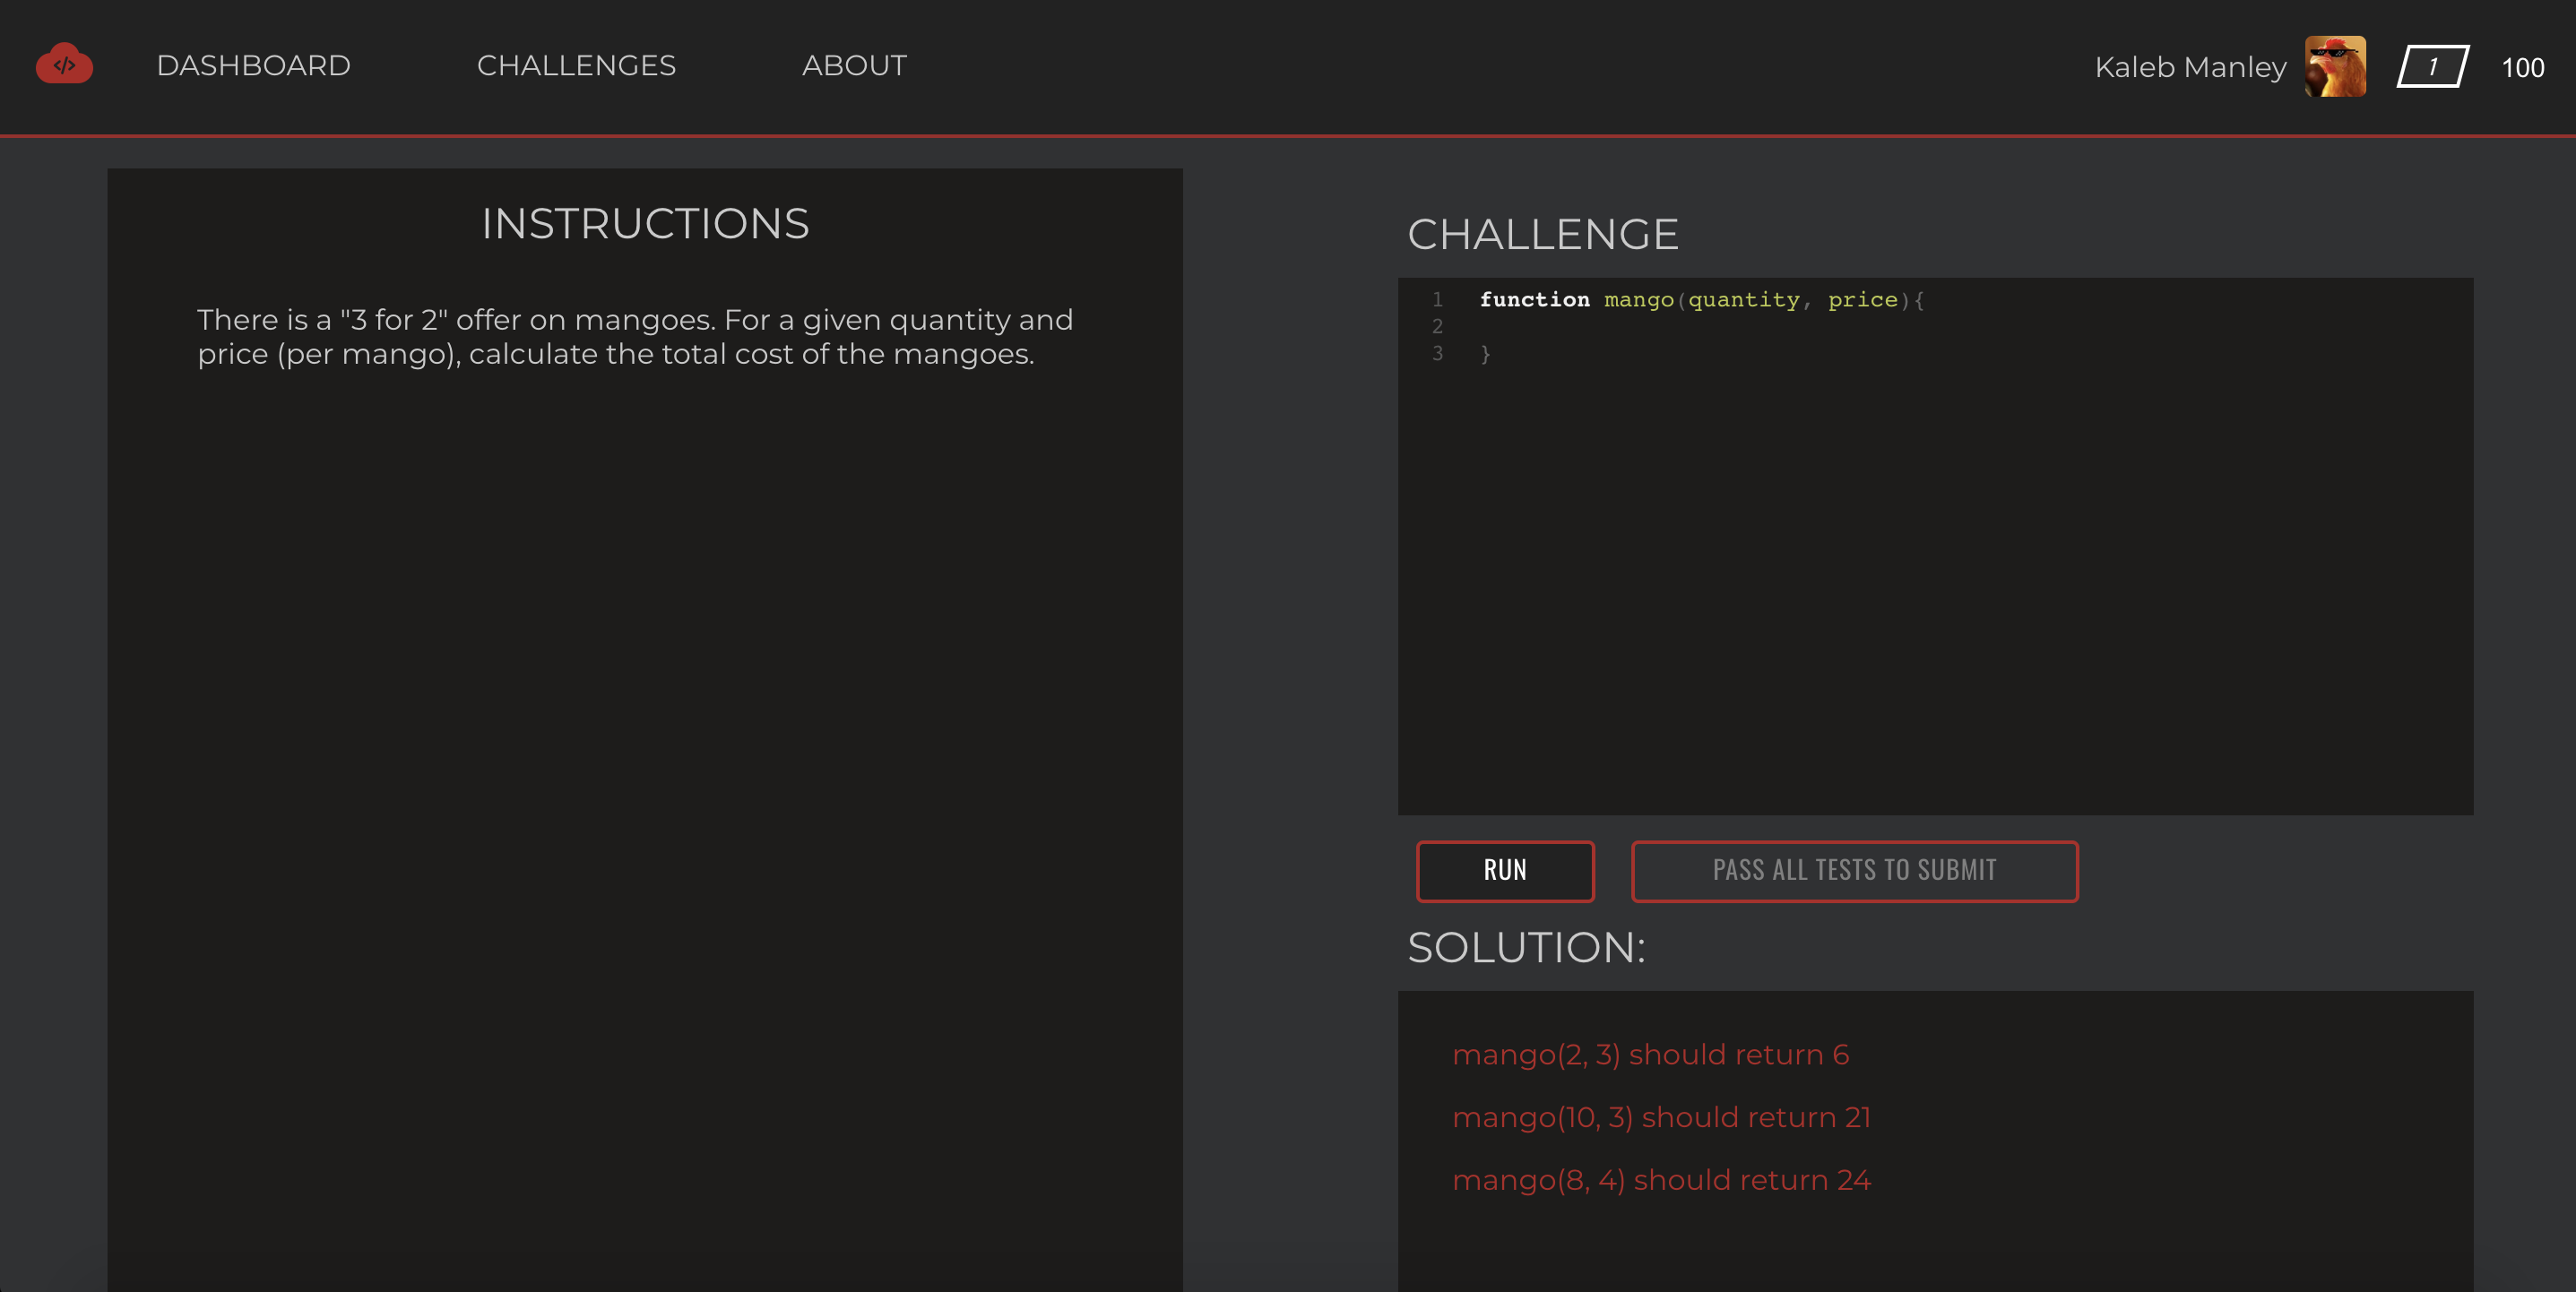 </>
DASHBOARD CHALLENGES ABOUT Kaleb Manley 1 100
INSTRUCTIONS
There is a "3 for 2" offer on mangoes. For a given quantity and
price (per mango), calculate the total cost of the mangoes.
CHALLENGE
1 function mango(quantity, price){
2
3 }
RUN PASS ALL TESTS TO SUBMIT
SOLUTION:
mango(2, 3) should return 6
mango(10, 3) should return 21
mango(8, 4) should return 24